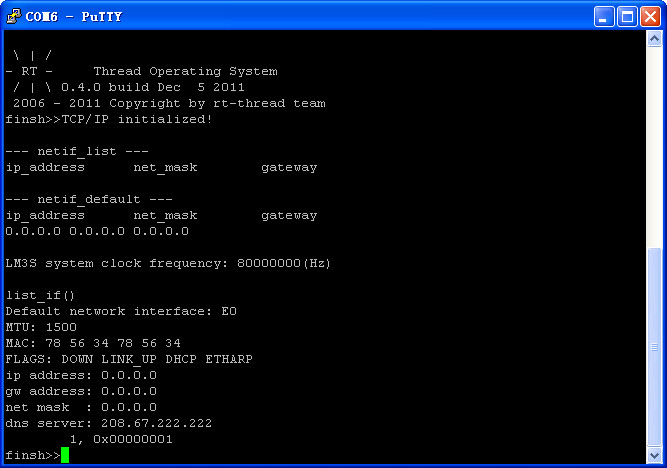 COM6 - PuTTY
 \ | /
- RT -     Thread Operating System
 / | \ 0.4.0 build Dec  5 2011
 2006 - 2011 Copyright by rt-thread team
finsh>>TCP/IP initialized!
--- netif_list ---
ip_address      net_mask        gateway
--- netif_default ---
ip_address      net_mask        gateway
0.0.0.0 0.0.0.0 0.0.0.0
LM3S system clock frequency: 80000000(Hz)
list_if()
Default network interface: E0
MTU: 1500
MAC: 78 56 34 78 56 34
FLAGS: DOWN LINK_UP DHCP ETHARP
ip address: 0.0.0.0
gw address: 0.0.0.0
net mask  : 0.0.0.0
dns server: 208.67.222.222
        1, 0x00000001
finsh>>